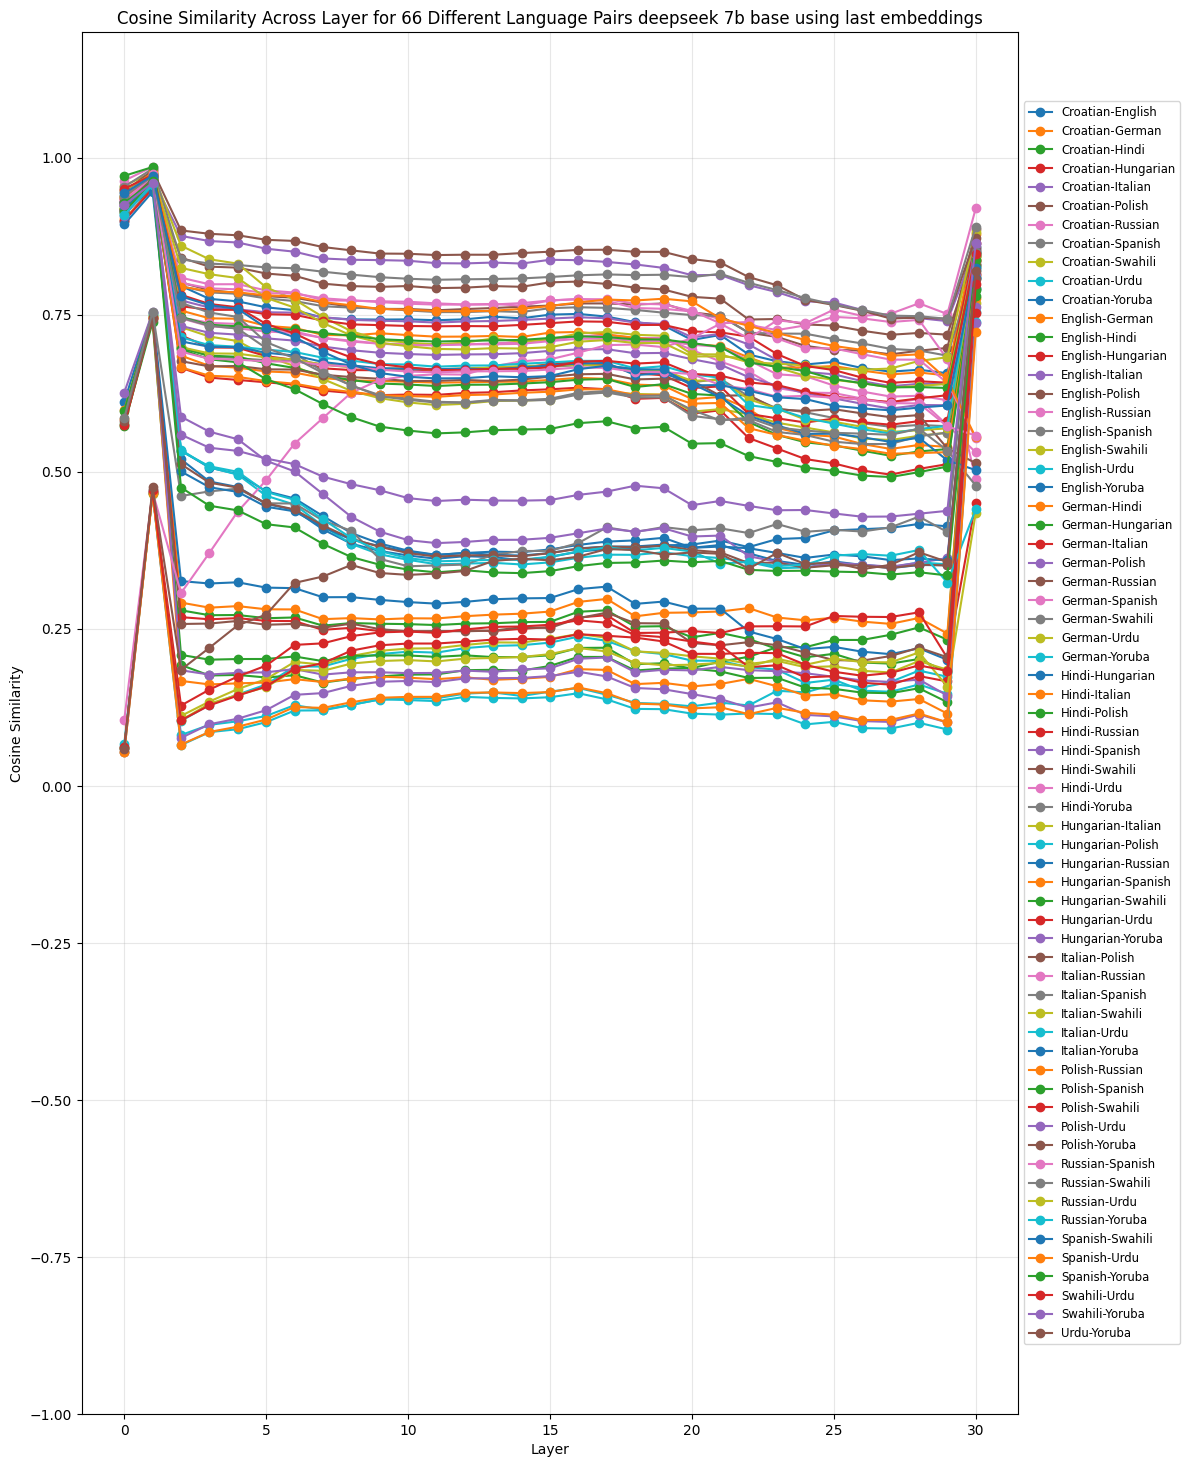 Cosine Similarity Across Layer for 66 Different Language Pairs deepseek 7b base using last embeddings
Cosine Similarity
1.00
0.75
0.50
0.25
0.00
−0.25
−0.50
−0.75
−1.00
0 5 10 15 20 25 30
Layer
Croatian-English
Croatian-German
Croatian-Hindi
Croatian-Hungarian
Croatian-Italian
Croatian-Polish
Croatian-Russian
Croatian-Spanish
Croatian-Swahili
Croatian-Urdu
Croatian-Yoruba
English-German
English-Hindi
English-Hungarian
English-Italian
English-Polish
English-Russian
English-Spanish
English-Swahili
English-Urdu
English-Yoruba
German-Hindi
German-Hungarian
German-Italian
German-Polish
German-Russian
German-Spanish
German-Swahili
German-Urdu
German-Yoruba
Hindi-Hungarian
Hindi-Italian
Hindi-Polish
Hindi-Russian
Hindi-Spanish
Hindi-Swahili
Hindi-Urdu
Hindi-Yoruba
Hungarian-Italian
Hungarian-Polish
Hungarian-Russian
Hungarian-Spanish
Hungarian-Swahili
Hungarian-Urdu
Hungarian-Yoruba
Italian-Polish
Italian-Russian
Italian-Spanish
Italian-Swahili
Italian-Urdu
Italian-Yoruba
Polish-Russian
Polish-Spanish
Polish-Swahili
Polish-Urdu
Polish-Yoruba
Russian-Spanish
Russian-Swahili
Russian-Urdu
Russian-Yoruba
Spanish-Swahili
Spanish-Urdu
Spanish-Yoruba
Swahili-Urdu
Swahili-Yoruba
Urdu-Yoruba